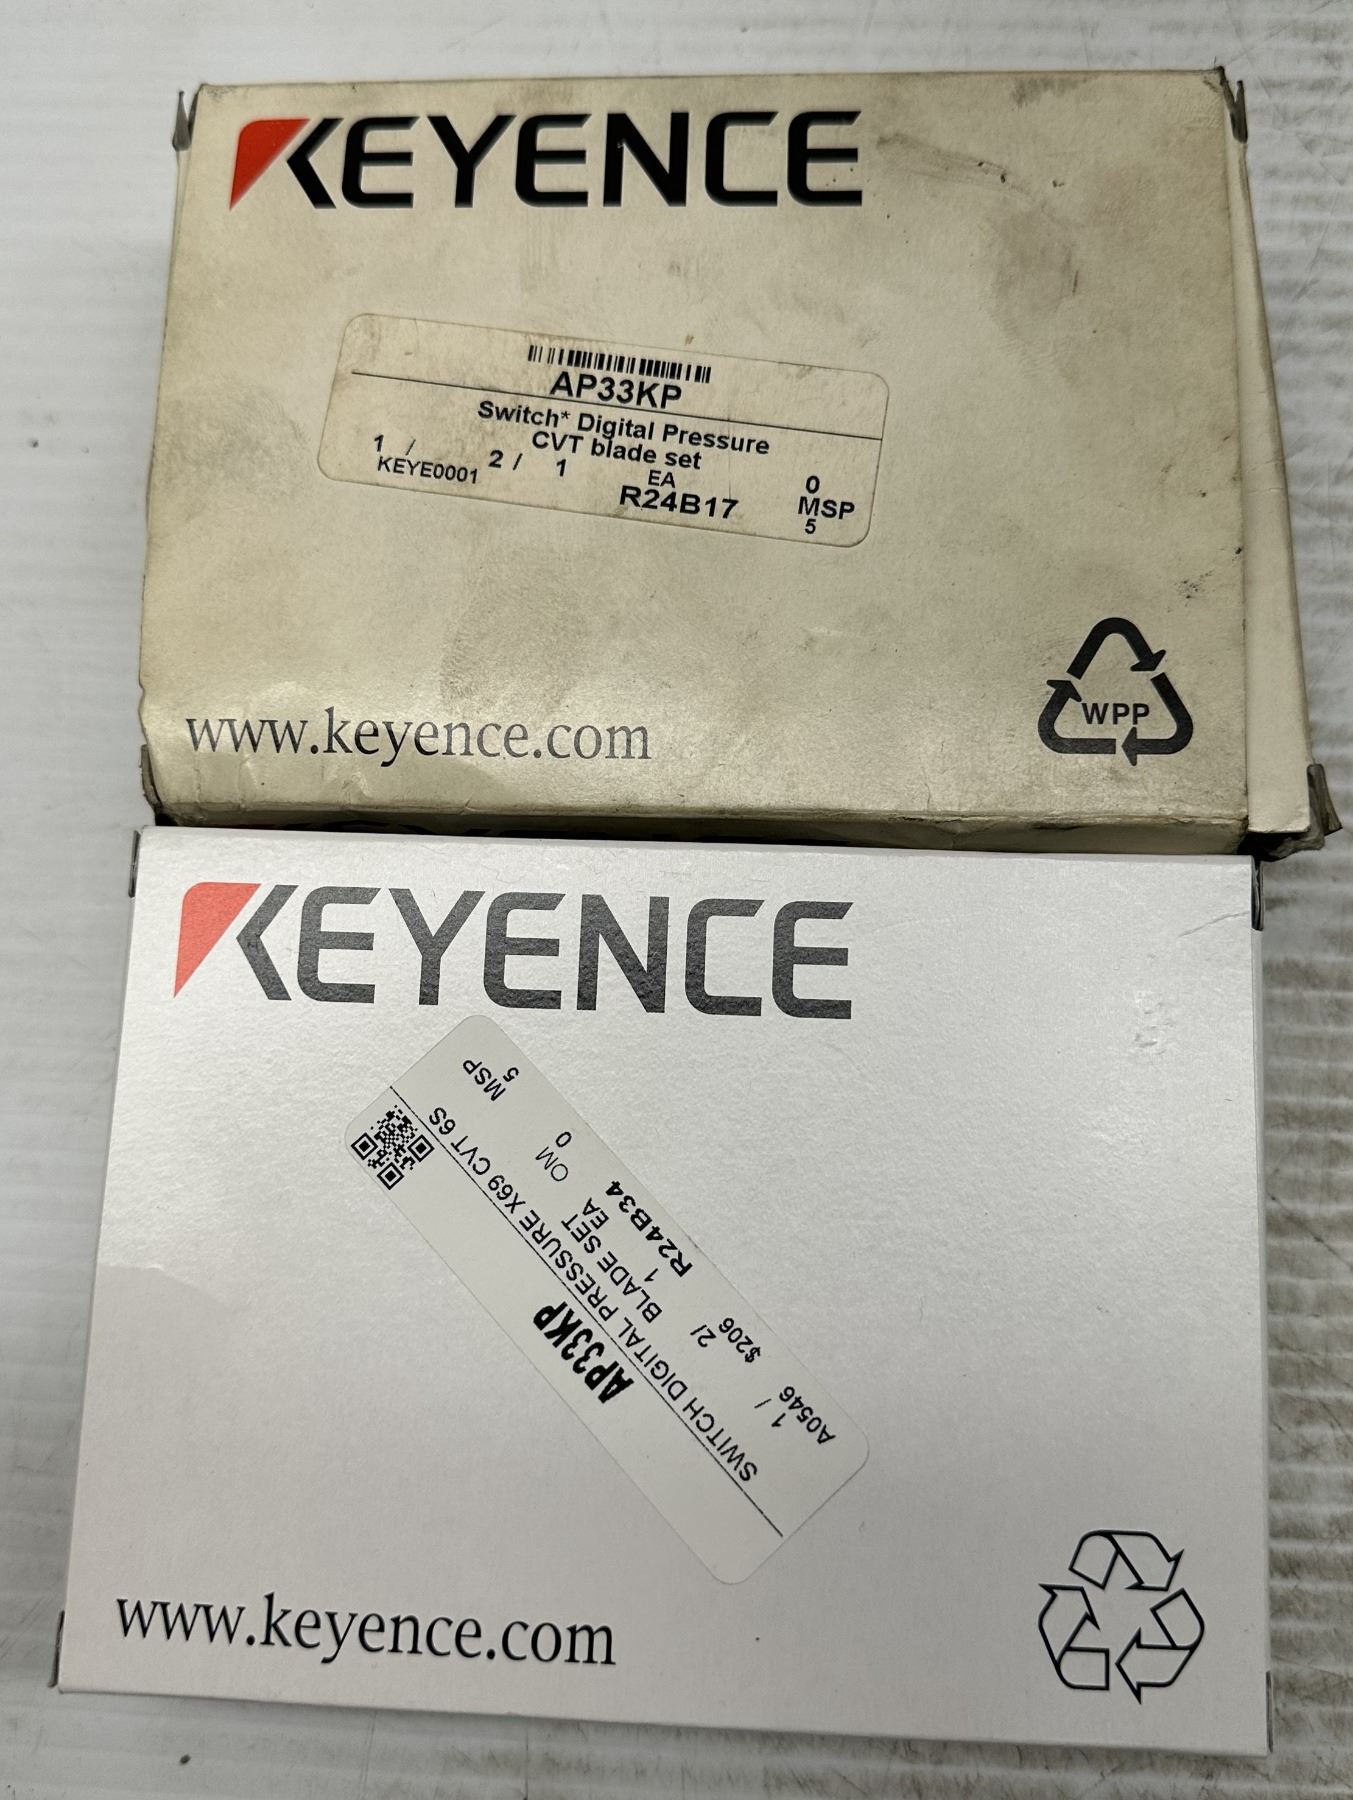 KEYENCE
AP33KP
Switch* Digital Pressure
CVT blade set
1 / 2 / 1 EA 0
KEYE0001 R24B17 MSP
5
WPP
www.keyence.com
KEYENCE
AP33KP
SWITCH DIGITAL PRESSURE X69 CVT 6S
BLADE SET
1 / 2/ 1 EA OM 0 MSP
A0546 $206 R24B34 5
www.keyence.com